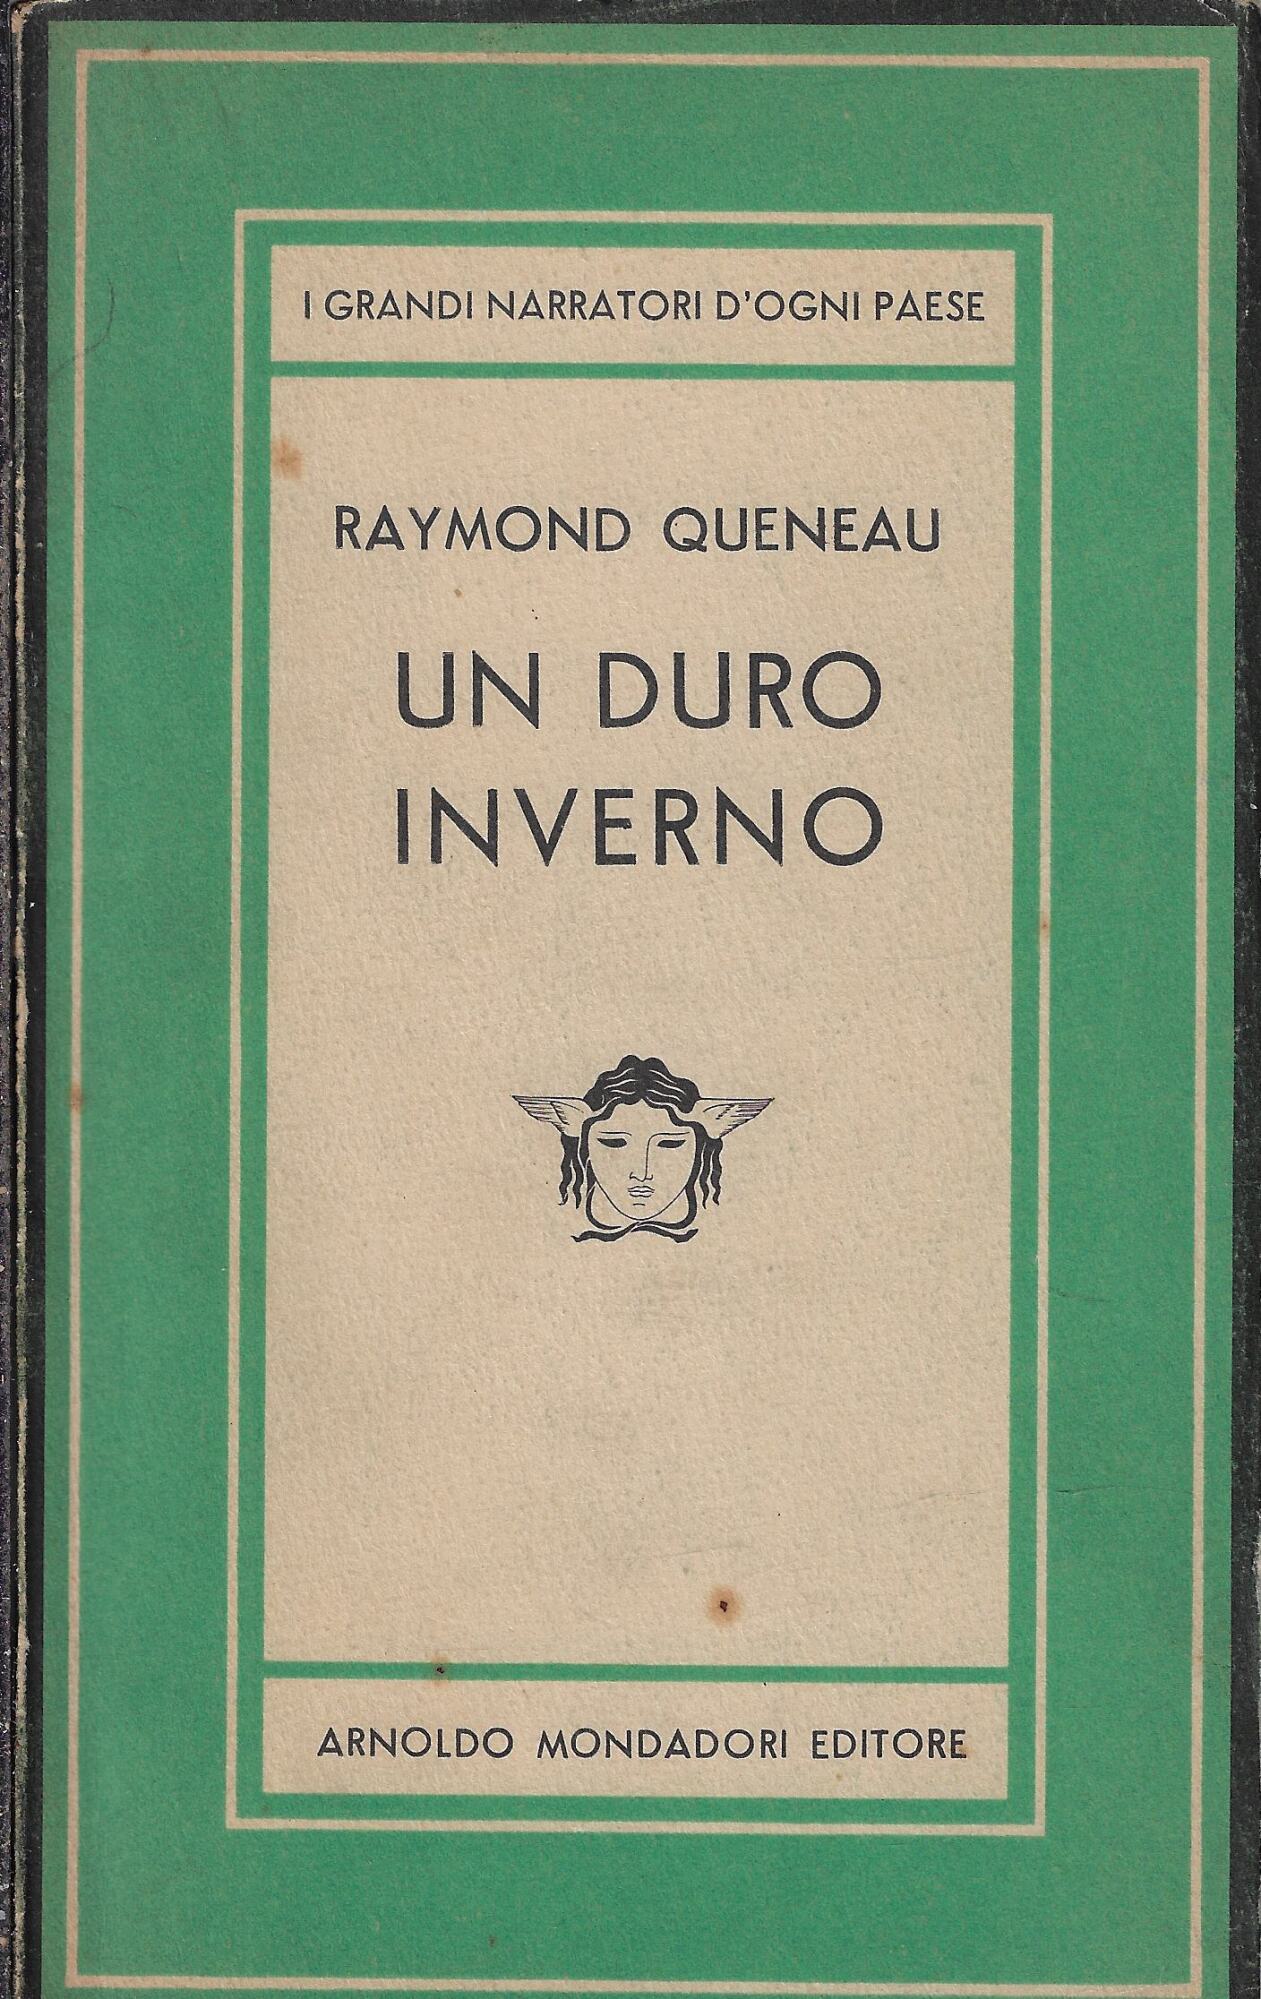 I GRANDI NARRATORI D'OGNI PAESE
RAYMOND QUENEAU
UN DURO
INVERNO
ARNOLDO MONDADORI EDITORE